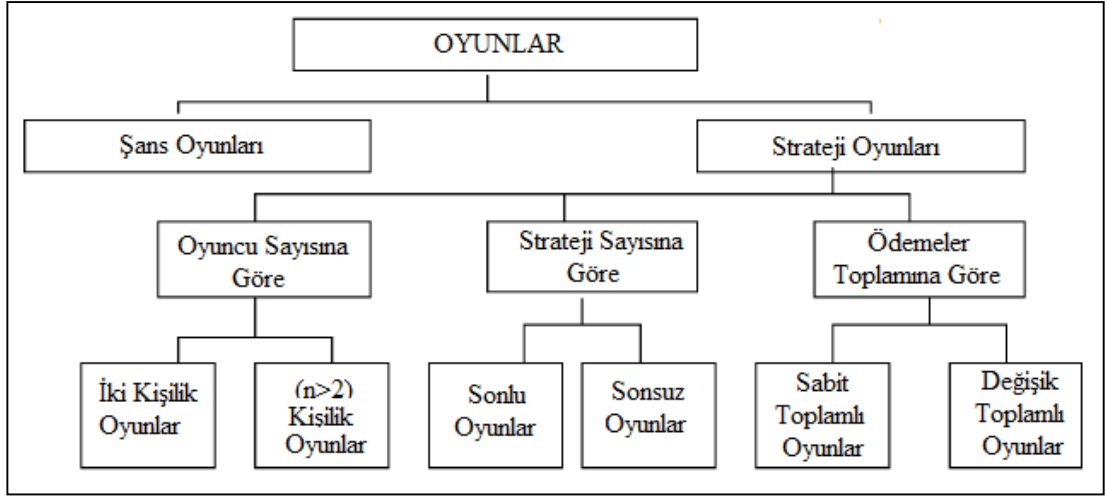 OYUNLAR
Şans Oyunları
Strateji Oyunları
Oyuncu Sayısına
Göre
Strateji Sayısına
Göre
Ödemeler
Toplamına Göre
İki Kişilik
Oyunlar
(n>2)
Kişilik
Oyunlar
Sonlu
Oyunlar
Sonsuz
Oyunlar
Sabit
Toplamlı
Oyunlar
Değişik
Toplamlı
Oyunlar